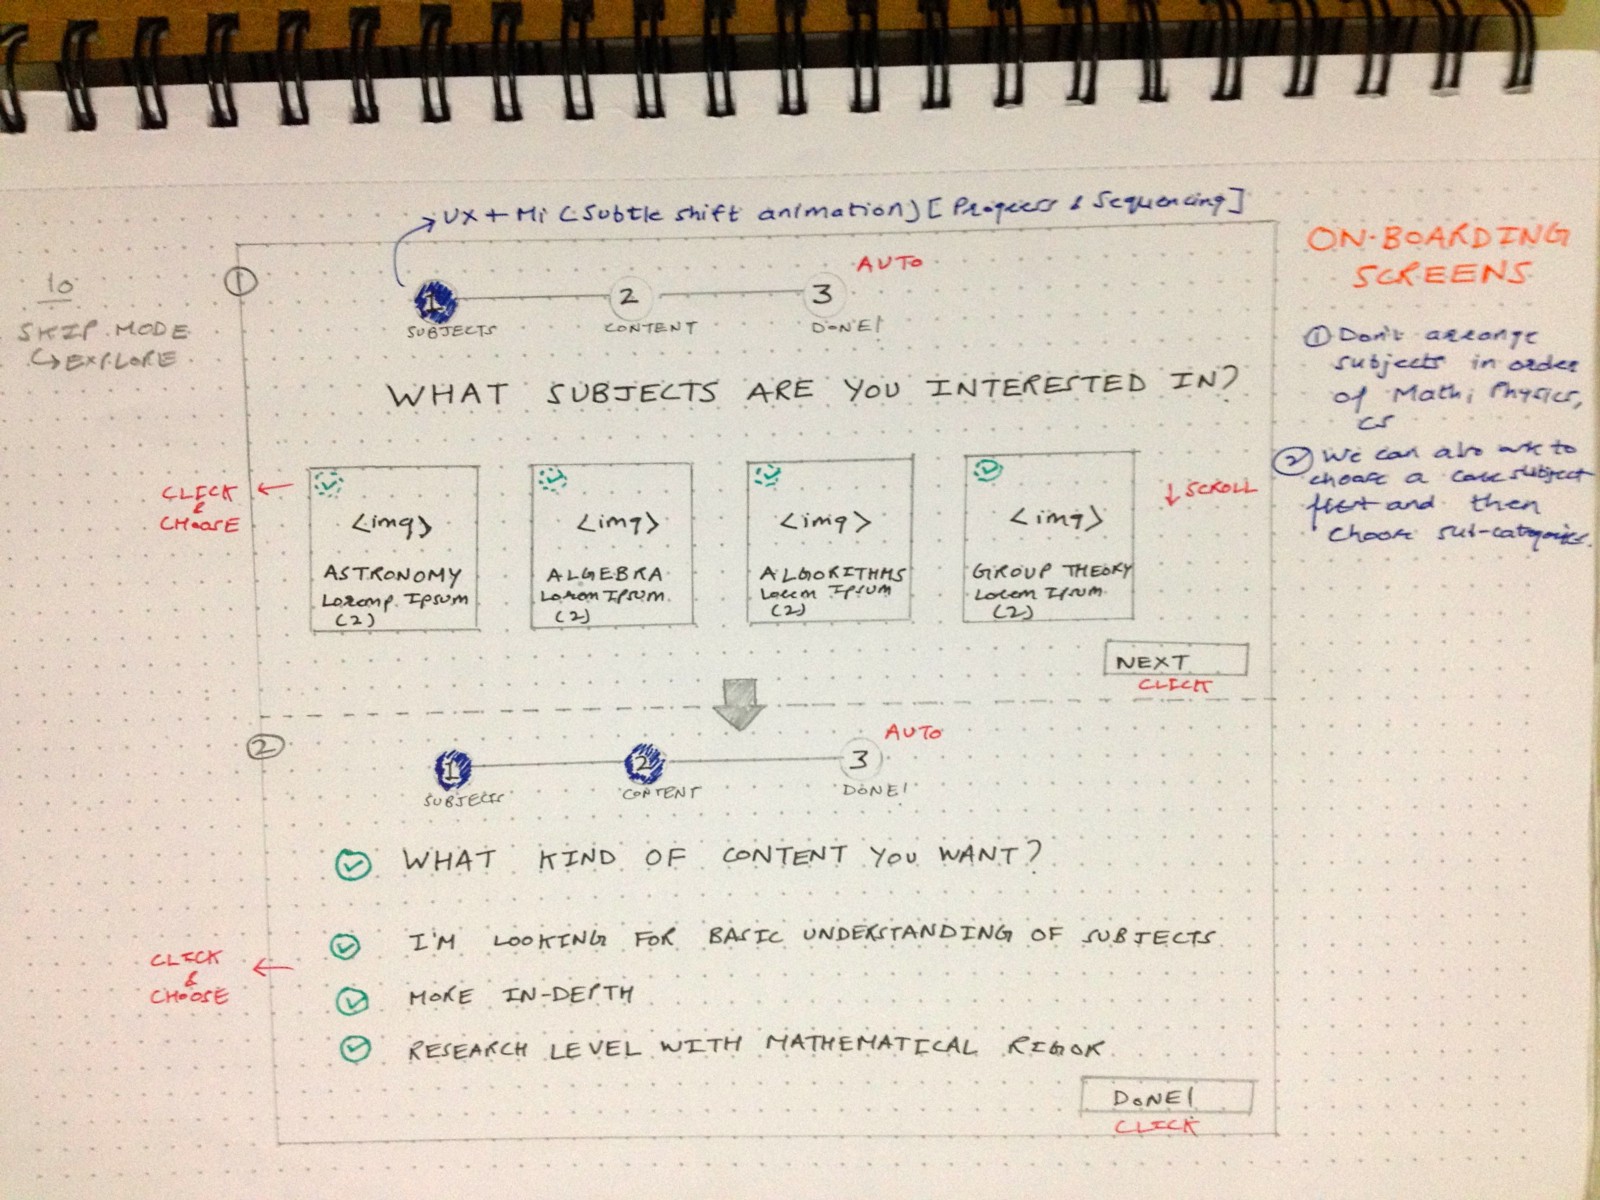 UX + Mi (Subtle shift animation) [Progress & Sequencing]
ON-BOARDING
SCREENS
10
SKIP MODE
↳ EXPLORE
1
AUTO
1 2 3
SUBJECTS CONTENT DONE!
WHAT SUBJECTS ARE YOU INTERESTED IN?
① Don't arrange
subjects in order
of Math, Physics,
CS
② We can also ask to
choose a core subject
first and then
choose sub-categories.
CLICK
&
CHOOSE
<img> <img> <img> <img>
ASTRONOMY ALGEBRA ALGORITHMS GROUP THEORY
Loromp Ipsum Lorem Ipsum. Lorem Ipsum Lorem Ipsum
(2) (2) (2) (2)
↓ SCROLL
NEXT
CLICK
2
AUTO
1 2 3
SUBJECTS CONTENT DONE!
WHAT KIND OF CONTENT YOU WANT?
I'M LOOKING FOR BASIC UNDERSTANDING OF SUBJECTS
CLICK
&
CHOOSE
MORE IN-DEPTH
RESEARCH LEVEL WITH MATHEMATICAL RIGOR
DONE!
CLICK